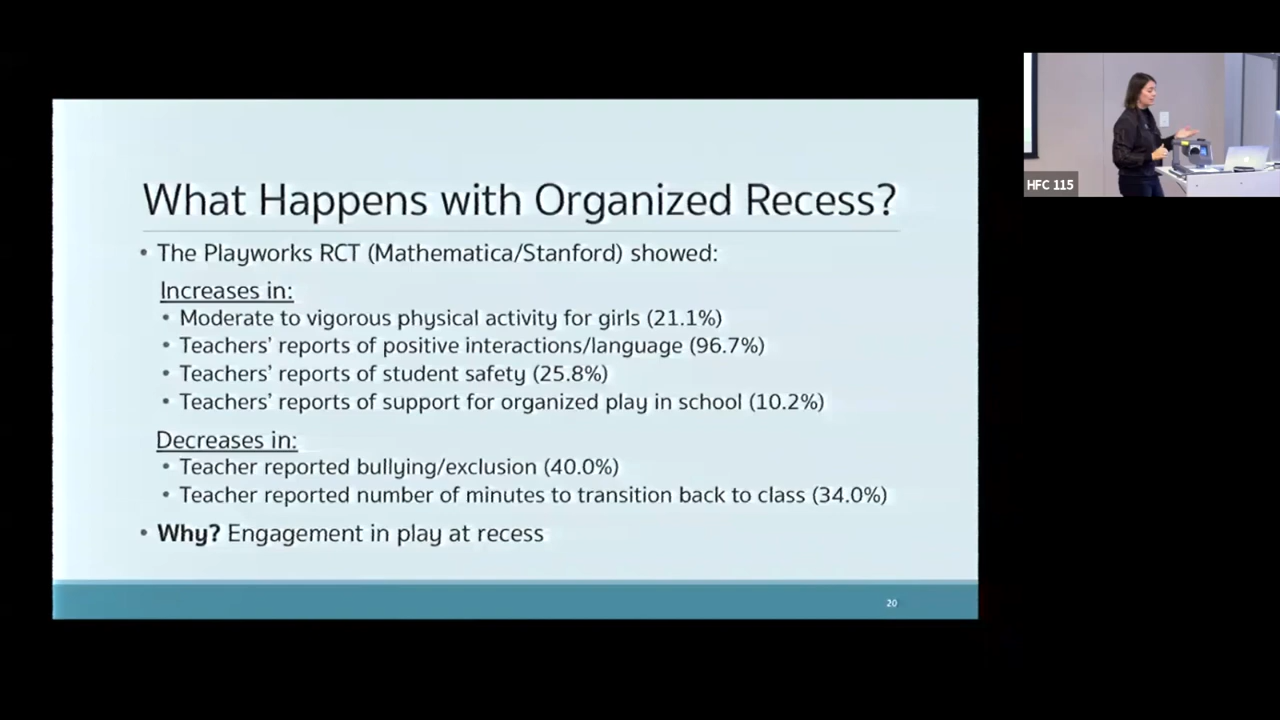 What Happens with Organized Recess?
• The Playworks RCT (Mathematica/Stanford) showed:
Increases in:
• Moderate to vigorous physical activity for girls (21.1%)
• Teachers' reports of positive interactions/language (96.7%)
• Teachers' reports of student safety (25.8%)
• Teachers' reports of support for organized play in school (10.2%)
Decreases in:
• Teacher reported bullying/exclusion (40.0%)
• Teacher reported number of minutes to transition back to class (34.0%)
• Why? Engagement in play at recess
20
HFC 115